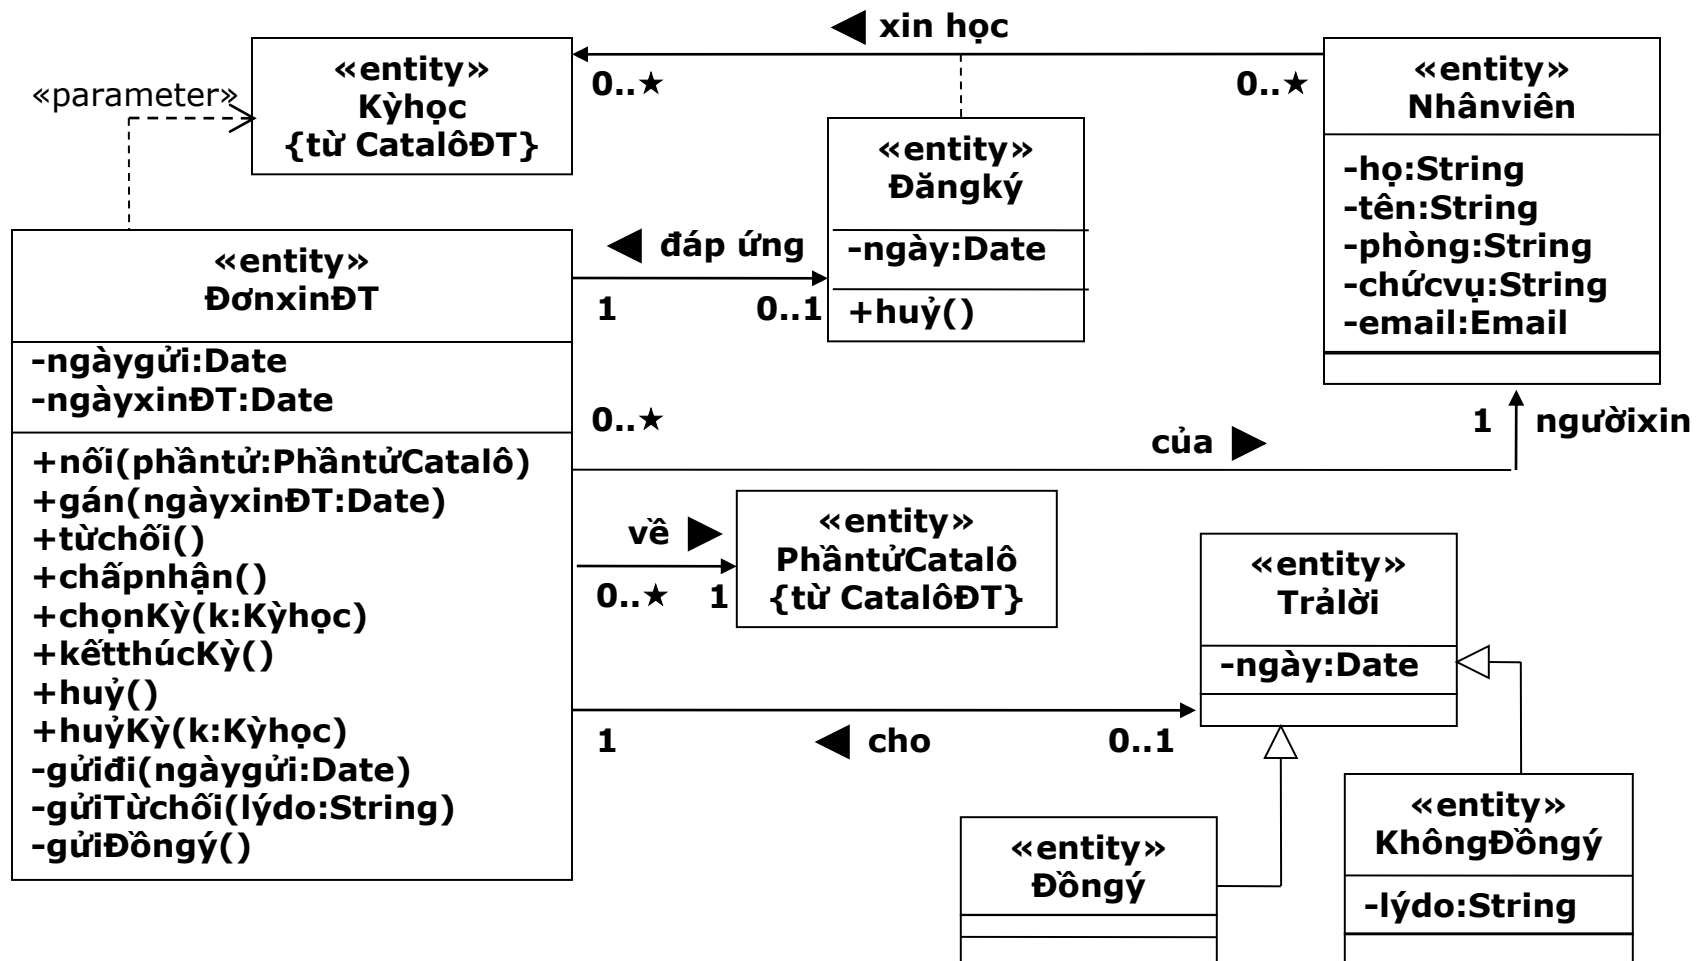 ◀ xin học
«entity»
Kỳhọc
{từ CatalôĐT}
«parameter»
0..★
0..★
«entity»
Nhânviên
-họ:String
-tên:String
-phòng:String
-chứcvụ:String
-email:Email
«entity»
Đăngký
-ngày:Date
+huỷ()
◀ đáp ứng
1
0..1
«entity»
ĐơnxinĐT
-ngàygửi:Date
-ngàyxinĐT:Date
+nối(phầntử:PhầntửCatalô)
+gán(ngàyxinĐT:Date)
+từchối()
+chấpnhận()
+chọnKỳ(k:Kỳhọc)
+kếtthúcKỳ()
+huỷ()
+huỷKỳ(k:Kỳhọc)
-gửiđi(ngàygửi:Date)
-gửiTừchối(lýdo:String)
-gửiĐồngý()
0..★
của ▶
1
ngườixin
về ▶
0..★
1
«entity»
PhầntửCatalô
{từ CatalôĐT}
«entity»
Trảlời
-ngày:Date
1
◀ cho
0..1
«entity»
Đồngý
«entity»
KhôngĐồngý
-lýdo:String